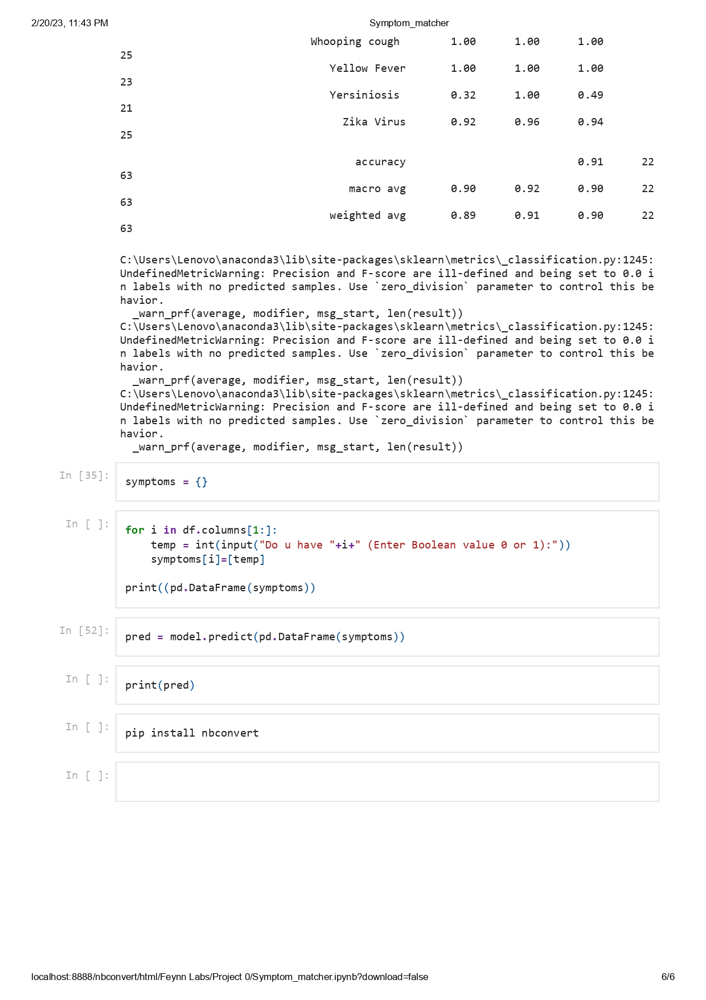 2/20/23, 11:43 PM Symptom_matcher
Whooping cough 1.00 1.00 1.00
25
Yellow Fever 1.00 1.00 1.00
23
Yersiniosis 0.32 1.00 0.49
21
Zika Virus 0.92 0.96 0.94
25
accuracy 0.91 22
63
macro avg 0.90 0.92 0.90 22
63
weighted avg 0.89 0.91 0.90 22
63
C:\Users\Lenovo\anaconda3\lib\site-packages\sklearn\metrics\_classification.py:1245:
UndefinedMetricWarning: Precision and F-score are ill-defined and being set to 0.0 i
n labels with no predicted samples. Use `zero_division` parameter to control this be
havior.
  _warn_prf(average, modifier, msg_start, len(result))
C:\Users\Lenovo\anaconda3\lib\site-packages\sklearn\metrics\_classification.py:1245:
UndefinedMetricWarning: Precision and F-score are ill-defined and being set to 0.0 i
n labels with no predicted samples. Use `zero_division` parameter to control this be
havior.
  _warn_prf(average, modifier, msg_start, len(result))
C:\Users\Lenovo\anaconda3\lib\site-packages\sklearn\metrics\_classification.py:1245:
UndefinedMetricWarning: Precision and F-score are ill-defined and being set to 0.0 i
n labels with no predicted samples. Use `zero_division` parameter to control this be
havior.
  _warn_prf(average, modifier, msg_start, len(result))
In [35]:
symptoms = {}
In [ ]:
for i in df.columns[1:]:
    temp = int(input("Do u have "+i+" (Enter Boolean value 0 or 1):"))
    symptoms[i]=[temp]
print((pd.DataFrame(symptoms))
In [52]:
pred = model.predict(pd.DataFrame(symptoms))
In [ ]:
print(pred)
In [ ]:
pip install nbconvert
In [ ]:
localhost:8888/nbconvert/html/Feynn Labs/Project 0/Symptom_matcher.ipynb?download=false 6/6